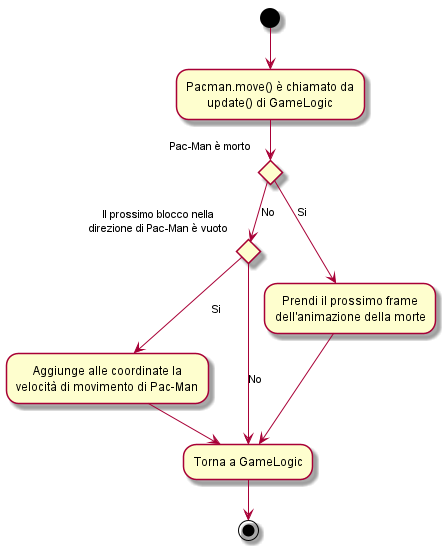 Pacman.move() è chiamato da
update() di GameLogic
Pac-Man è morto
Il prossimo blocco nella
direzione di Pac-Man è vuoto
No
Si
Prendi il prossimo frame
dell'animazione della morte
Si
Aggiunge alle coordinate la
velocità di movimento di Pac-Man
No
Torna a GameLogic